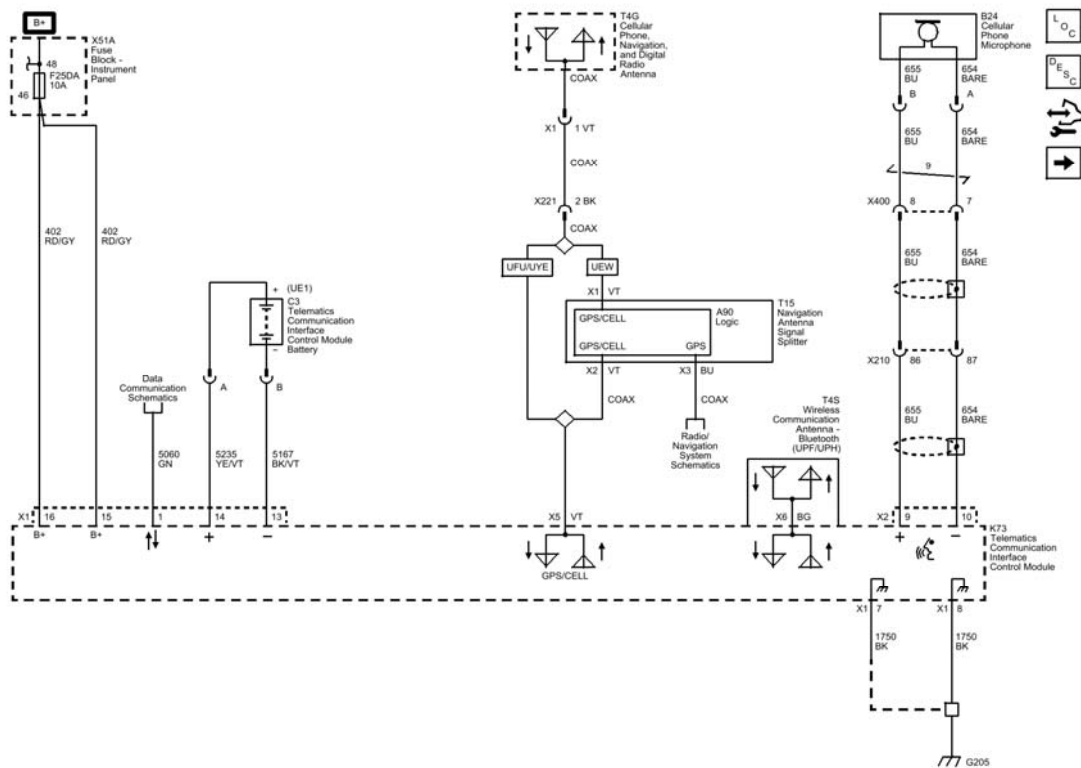 B+
X51A
Fuse
Block -
Instrument
Panel
48
F25DA
10A
46
402
RD/GY
402
RD/GY
T4G
Cellular
Phone,
Navigation,
and Digital
Radio
Antenna
COAX
X1
1 VT
COAX
X221
2 BK
COAX
UFU/UYE
UEW
X1
VT
T15
Navigation
Antenna
Signal
Splitter
A90
Logic
GPS/CELL
GPS/CELL
GPS
X2
VT
X3
BU
COAX
COAX
Radio/
Navigation
System
Schematics
B24
Cellular
Phone
Microphone
655
BU
654
BARE
B
A
655
BU
654
BARE
9
X400
8
7
655
BU
654
BARE
X210
86
87
655
BU
654
BARE
LOC
DESC
+
(UE1)
C3
Telematics
Communication
Interface
Control Module
Battery
−
A
B
Data
Communication
Schematics
5060
GN
5235
YE/VT
5167
BK/VT
T4S
Wireless
Communication
Antenna -
Bluetooth
(UPF/UPH)
X1
16
15
1
14
13
B+
B+
+
−
X5
VT
GPS/CELL
X6
BG
X2
9
10
+
−
K73
Telematics
Communication
Interface
Control Module
X1
7
X1
8
1750
BK
1750
BK
G205